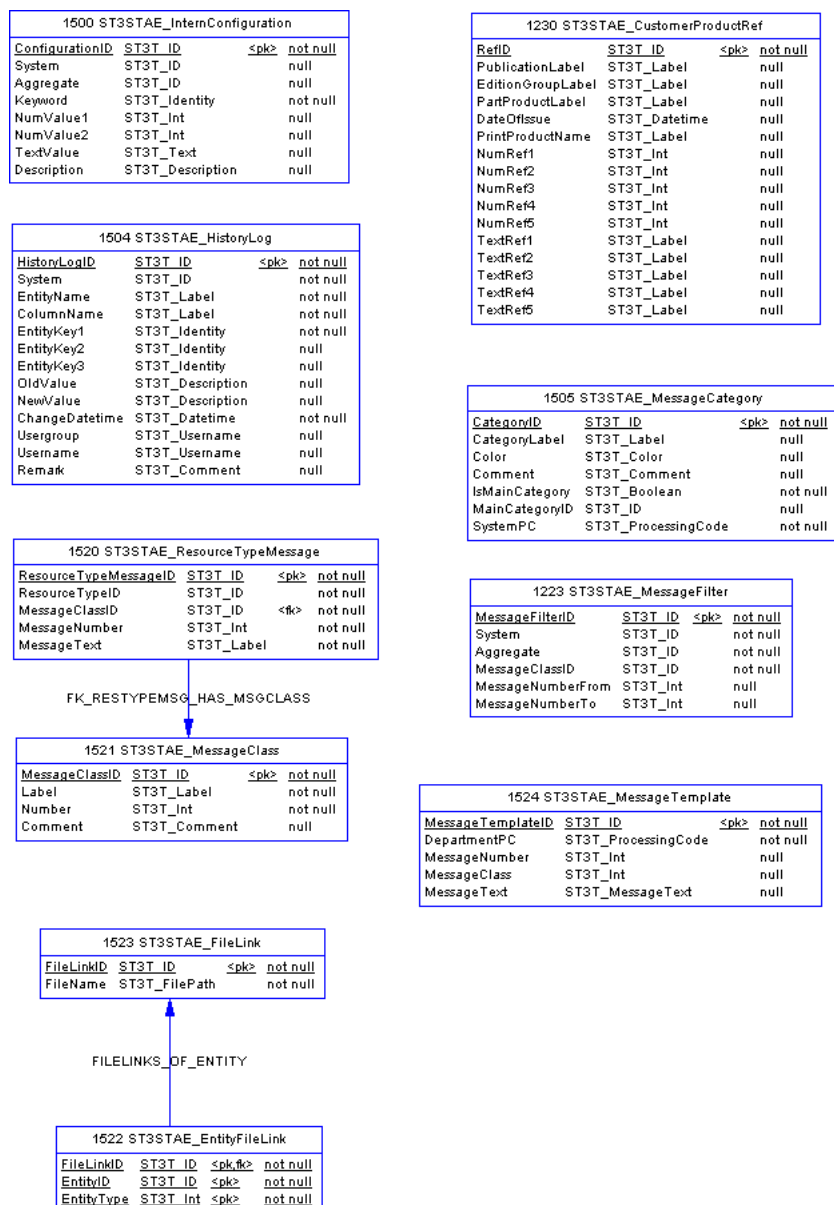 1500 ST3STAE_InternConfiguration
ConfigurationID ST3T_ID <pk> not null
System ST3T_ID null
Aggregate ST3T_ID null
Keyword ST3T_Identity not null
NumValue1 ST3T_Int null
NumValue2 ST3T_Int null
TextValue ST3T_Text null
Description ST3T_Description null
1230 ST3STAE_CustomerProductRef
RefID ST3T_ID <pk> not null
PublicationLabel ST3T_Label null
EditionGroupLabel ST3T_Label null
PartProductLabel ST3T_Label null
DateOfIssue ST3T_Datetime null
PrintProductName ST3T_Label null
NumRef1 ST3T_Int null
NumRef2 ST3T_Int null
NumRef3 ST3T_Int null
NumRef4 ST3T_Int null
NumRef5 ST3T_Int null
TextRef1 ST3T_Label null
TextRef2 ST3T_Label null
TextRef3 ST3T_Label null
TextRef4 ST3T_Label null
TextRef5 ST3T_Label null
1504 ST3STAE_HistoryLog
HistoryLogID ST3T_ID <pk> not null
System ST3T_ID not null
EntityName ST3T_Label not null
ColumnName ST3T_Label not null
EntityKey1 ST3T_Identity not null
EntityKey2 ST3T_Identity null
EntityKey3 ST3T_Identity null
OldValue ST3T_Description null
NewValue ST3T_Description null
ChangeDatetime ST3T_Datetime not null
Usergroup ST3T_Username null
Username ST3T_Username null
Remark ST3T_Comment null
1505 ST3STAE_MessageCategory
CategoryID ST3T_ID <pk> not null
CategoryLabel ST3T_Label null
Color ST3T_Color null
Comment ST3T_Comment null
IsMainCategory ST3T_Boolean not null
MainCategoryID ST3T_ID null
SystemPC ST3T_ProcessingCode not null
1520 ST3STAE_ResourceTypeMessage
ResourceTypeMessageID ST3T_ID <pk> not null
ResourceTypeID ST3T_ID not null
MessageClassID ST3T_ID <fk> not null
MessageNumber ST3T_Int not null
MessageText ST3T_Label not null
FK_RESTYPEMSG_HAS_MSGCLASS
1223 ST3STAE_MessageFilter
MessageFilterID ST3T_ID <pk> not null
System ST3T_ID not null
Aggregate ST3T_ID not null
MessageClassID ST3T_ID not null
MessageNumberFrom ST3T_Int null
MessageNumberTo ST3T_Int null
1521 ST3STAE_MessageClass
MessageClassID ST3T_ID <pk> not null
Label ST3T_Label not null
Number ST3T_Int not null
Comment ST3T_Comment null
1524 ST3STAE_MessageTemplate
MessageTemplateID ST3T_ID <pk> not null
DepartmentPC ST3T_ProcessingCode not null
MessageNumber ST3T_Int null
MessageClass ST3T_Int null
MessageText ST3T_MessageText null
1523 ST3STAE_FileLink
FileLinkID ST3T_ID <pk> not null
FileName ST3T_FilePath not null
FILELINKS_OF_ENTITY
1522 ST3STAE_EntityFileLink
FileLinkID ST3T_ID <pk,fk> not null
EntityID ST3T_ID <pk> not null
EntityType ST3T_Int <pk> not null